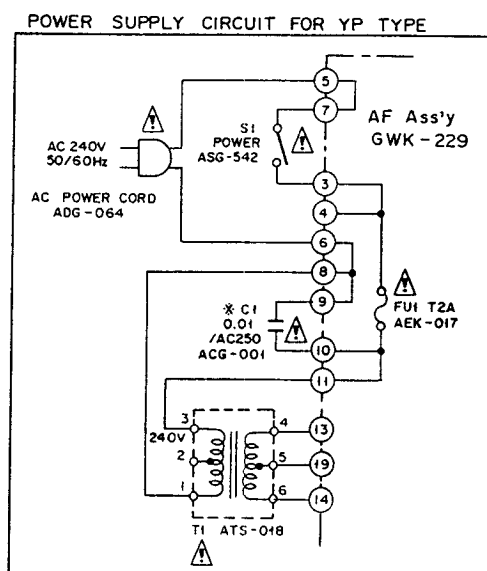 POWER SUPPLY CIRCUIT FOR YP TYPE
5
7
AF Ass'y
GWK-229
S1
POWER
ASG-542
AC 240V
50/60Hz
AC POWER CORD
ADG-064
3
4
6
8
9
※ C1
0.01
/AC250
ACG-001
FU1 T2A
AEK-017
10
11
3
240V
4
13
2
5
19
1
6
14
T1 ATS-018